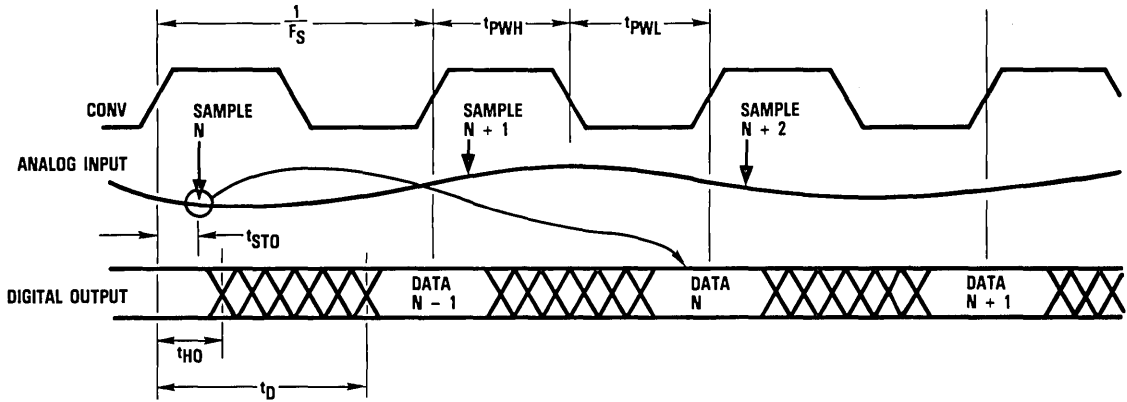 1
F_S
t_PWH
t_PWL
CONV
SAMPLE
N
SAMPLE
N + 1
SAMPLE
N + 2
ANALOG INPUT
t_STO
DIGITAL OUTPUT
DATA
N - 1
DATA
N
DATA
N + 1
t_HO
t_D